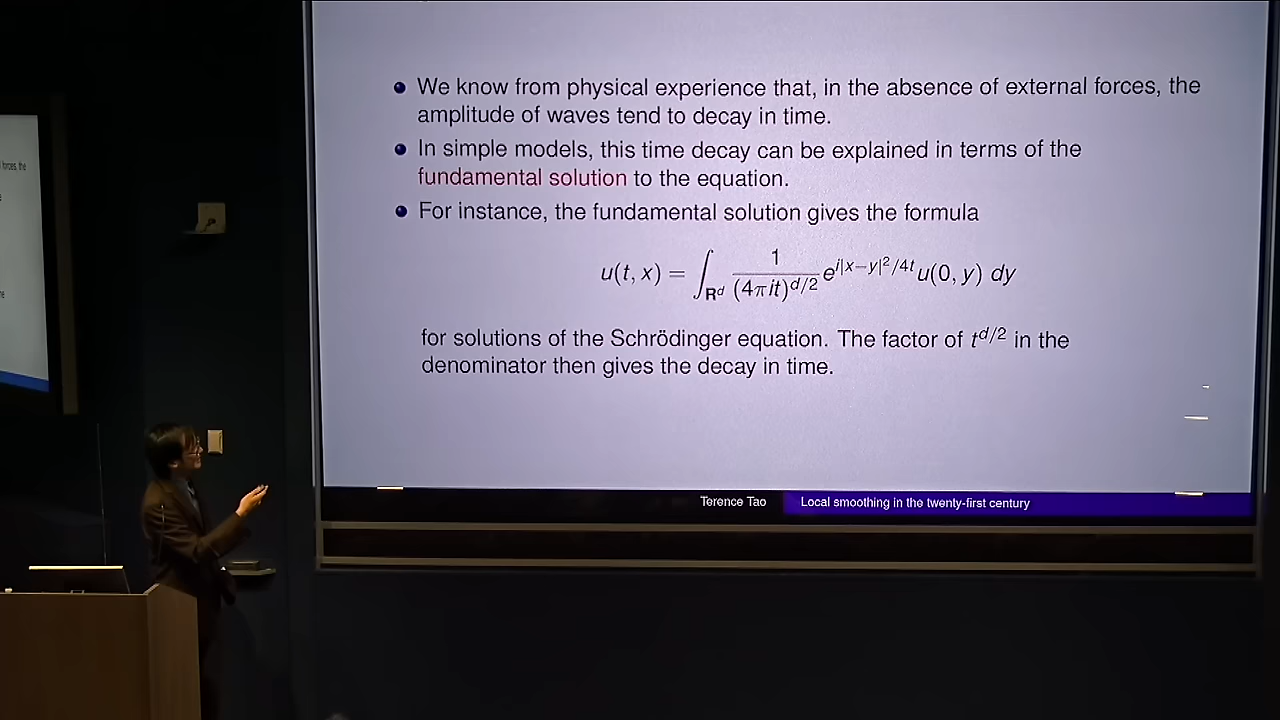 We know from physical experience that, in the absence of external forces, the
amplitude of waves tend to decay in time.
In simple models, this time decay can be explained in terms of the
fundamental solution to the equation.
For instance, the fundamental solution gives the formula
u(t, x) = ∫_{R^d} 1/(4πit)^{d/2} e^{i|x−y|²/4t} u(0, y) dy
for solutions of the Schrödinger equation. The factor of t^{d/2} in the
denominator then gives the decay in time.
Terence Tao Local smoothing in the twenty-first century